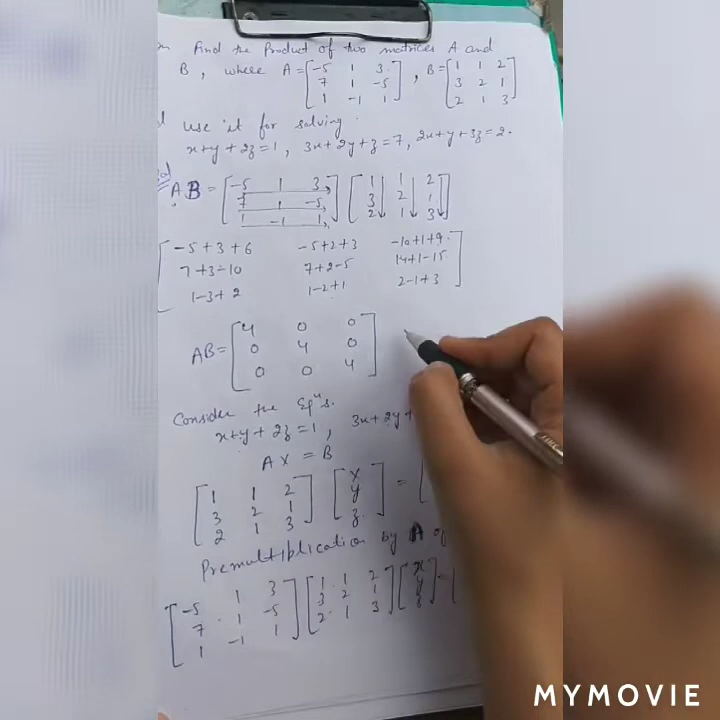 Find the Product of two matrices A and
B, where A = [-5 1 3 , B = [1 1 2
7 1 -5] 3 2 1]
1 -1 1 2 1 3
use it for solving
x+y+2z=1, 3x+2y+z=7, 2x+y+3z=2.
AB = [-5 1 3 [1 1 2
7 1 -5] 3 2 1]
1 -1 1 2 1 3
[-5+3+6 -5+2+3 -10+1+9
7+3-10 7+2-5 14+1-15
1-3+2 1-2+1 2-1+3]
AB = [4 0 0
0 4 0
0 0 4]
Consider the Eqns.
x+y+2z=1, 3x+2y+
AX = B
[1 1 2 [x = [
3 2 1 y
2 1 3] z]
Premultiplication by A of
[-5 1 3 [1 1 2 [x = [
7 1 -5 3 2 1 y
1 -1 1] 2 1 3] z]
MYMOVIE